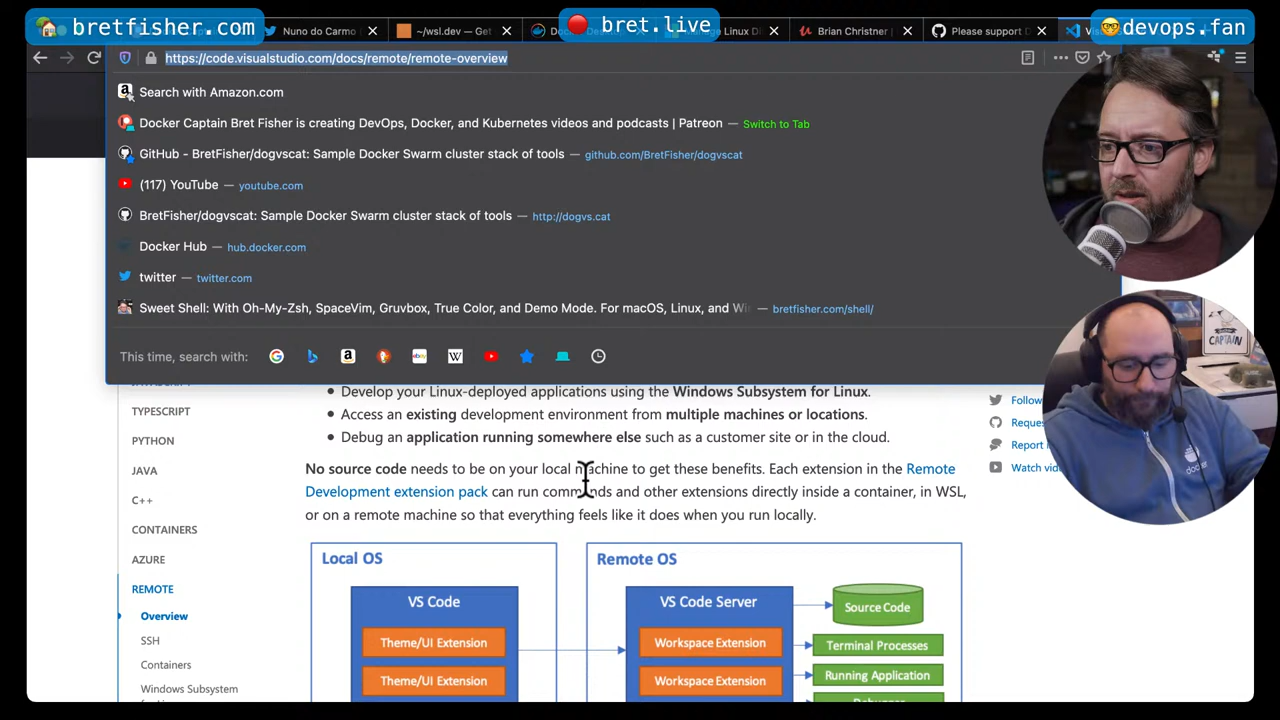 bretfisher.com
bret.live
devops.fan
Nuno do Carmo
~/wsl.dev — Get
Brian Christner
Please support D
https://code.visualstudio.com/docs/remote/remote-overview
Search with Amazon.com
Docker Captain Bret Fisher is creating DevOps, Docker, and Kubernetes videos and podcasts | Patreon — Switch to Tab
GitHub - BretFisher/dogvscat: Sample Docker Swarm cluster stack of tools — github.com/BretFisher/dogvscat
(117) YouTube — youtube.com
BretFisher/dogvscat: Sample Docker Swarm cluster stack of tools — http://dogvs.cat
Docker Hub — hub.docker.com
twitter — twitter.com
Sweet Shell: With Oh-My-Zsh, SpaceVim, Gruvbox, True Color, and Demo Mode. For macOS, Linux, and Wi — bretfisher.com/shell/
This time, search with:
CAPTAIN
docker
TYPESCRIPT
PYTHON
JAVA
C++
CONTAINERS
AZURE
REMOTE
Overview
SSH
Containers
Windows Subsystem
• Develop your Linux-deployed applications using the Windows Subsystem for Linux.
• Access an existing development environment from multiple machines or locations.
• Debug an application running somewhere else such as a customer site or in the cloud.
No source code needs to be on your local machine to get these benefits. Each extension in the Remote
Development extension pack can run commands and other extensions directly inside a container, in WSL,
or on a remote machine so that everything feels like it does when you run locally.
Follow
Reque
Report
Watch vide
Local OS
VS Code
Theme/UI Extension
Theme/UI Extension
Remote OS
VS Code Server
Workspace Extension
Workspace Extension
Source Code
Terminal Processes
Running Application